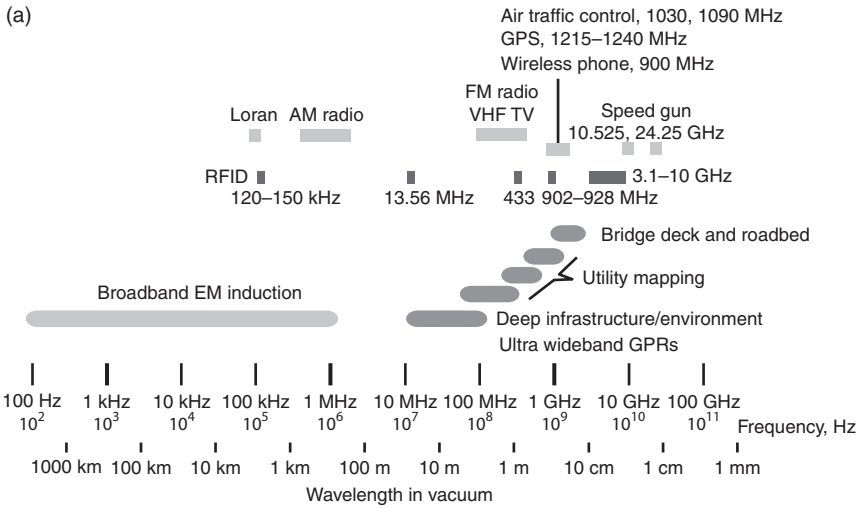 (a)
Air traffic control, 1030, 1090 MHz
GPS, 1215–1240 MHz
Wireless phone, 900 MHz
FM radio
Loran AM radio VHF TV Speed gun
10.525, 24.25 GHz
RFID 3.1–10 GHz
120–150 kHz 13.56 MHz 433 902–928 MHz
Bridge deck and roadbed
Utility mapping
Broadband EM induction
Deep infrastructure/environment
Ultra wideband GPRs
100 Hz 1 kHz 10 kHz 100 kHz 1 MHz 10 MHz 100 MHz 1 GHz 10 GHz 100 GHz
10² 10³ 10⁴ 10⁵ 10⁶ 10⁷ 10⁸ 10⁹ 10¹⁰ 10¹¹ Frequency, Hz
1000 km 100 km 10 km 1 km 100 m 10 m 1 m 10 cm 1 cm 1 mm
Wavelength in vacuum